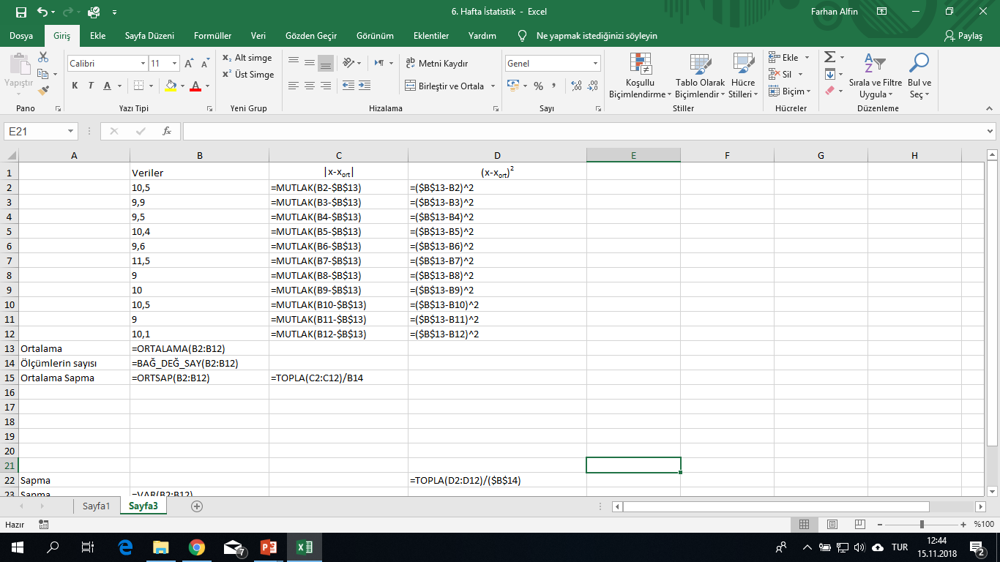 6. Hafta İstatistik - Excel
Farhan Alfin
Dosya Giriş Ekle Sayfa Düzeni Formüller Veri Gözden Geçir Görünüm Eklentiler Yardım Ne yapmak istediğinizi söyleyin Paylaş
Yapıştır
Calibri 11
K T A
A A
A
x₂ Alt simge
x² Üst Simge
ab Metni Kaydır
Birleştir ve Ortala
Genel
%
Koşullu Biçimlendirme
Tablo Olarak Biçimlendir
Hücre Stilleri
Ekle
Sil
Biçim
Sırala ve Filtre Uygula
Bul ve Seç
Pano Yazı Tipi Yeni Grup Hizalama Sayı Stiller Hücreler Düzenleme
E21 fx
A B C D E F G H
1 Veriler |x-xort| (x-xort)²
2 10,5 =MUTLAK(B2-$B$13) =($B$13-B2)^2
3 9,9 =MUTLAK(B3-$B$13) =($B$13-B3)^2
4 9,5 =MUTLAK(B4-$B$13) =($B$13-B4)^2
5 10,4 =MUTLAK(B5-$B$13) =($B$13-B5)^2
6 9,6 =MUTLAK(B6-$B$13) =($B$13-B6)^2
7 11,5 =MUTLAK(B7-$B$13) =($B$13-B7)^2
8 9 =MUTLAK(B8-$B$13) =($B$13-B8)^2
9 10 =MUTLAK(B9-$B$13) =($B$13-B9)^2
10 10,5 =MUTLAK(B10-$B$13) =($B$13-B10)^2
11 9 =MUTLAK(B11-$B$13) =($B$13-B11)^2
12 10,1 =MUTLAK(B12-$B$13) =($B$13-B12)^2
13 Ortalama =ORTALAMA(B2:B12)
14 Ölçümlerin sayısı =BAĞ_DEĞ_SAY(B2:B12)
15 Ortalama Sapma =ORTSAP(B2:B12) =TOPLA(C2:C12)/B14
16
17
18
19
20
21
22 Sapma =TOPLA(D2:D12)/($B$14)
23 Sapma =VAR(B2:B12)
Sayfa1 Sayfa3
Hazır %100
7 TUR 12:44
15.11.2018 2